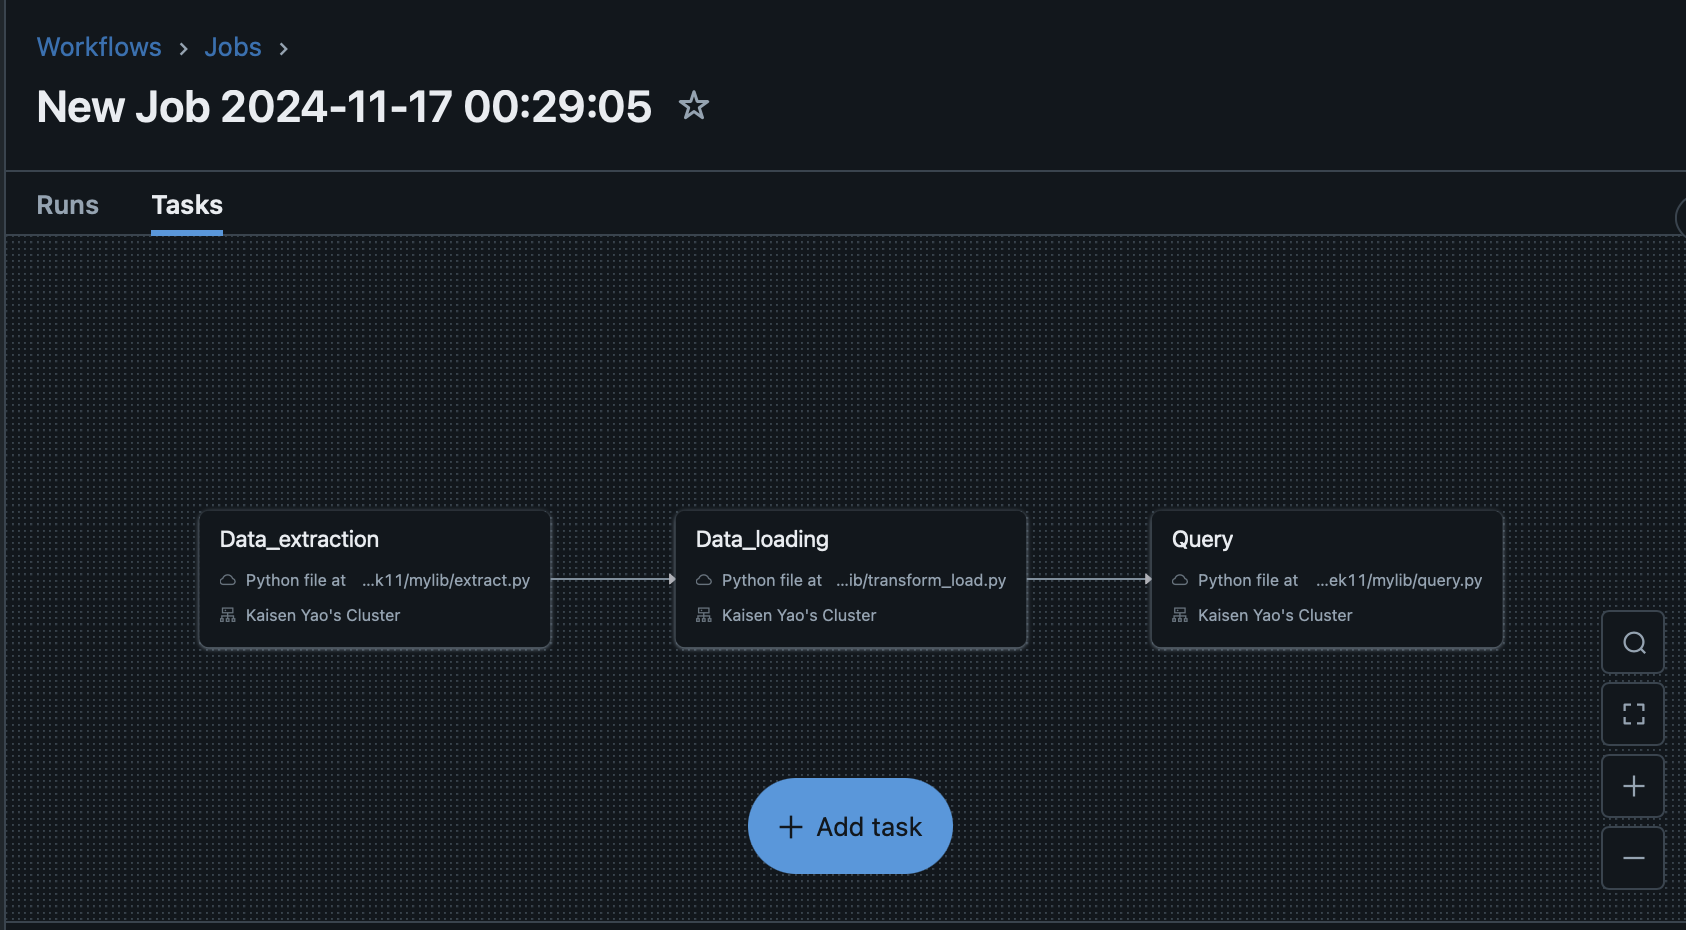 Workflows › Jobs ›
New Job 2024-11-17 00:29:05
Runs Tasks
Data_extraction
Python file at ...k11/mylib/extract.py
Kaisen Yao's Cluster
Data_loading
Python file at ...ib/transform_load.py
Kaisen Yao's Cluster
Query
Python file at ...ek11/mylib/query.py
Kaisen Yao's Cluster
+ Add task